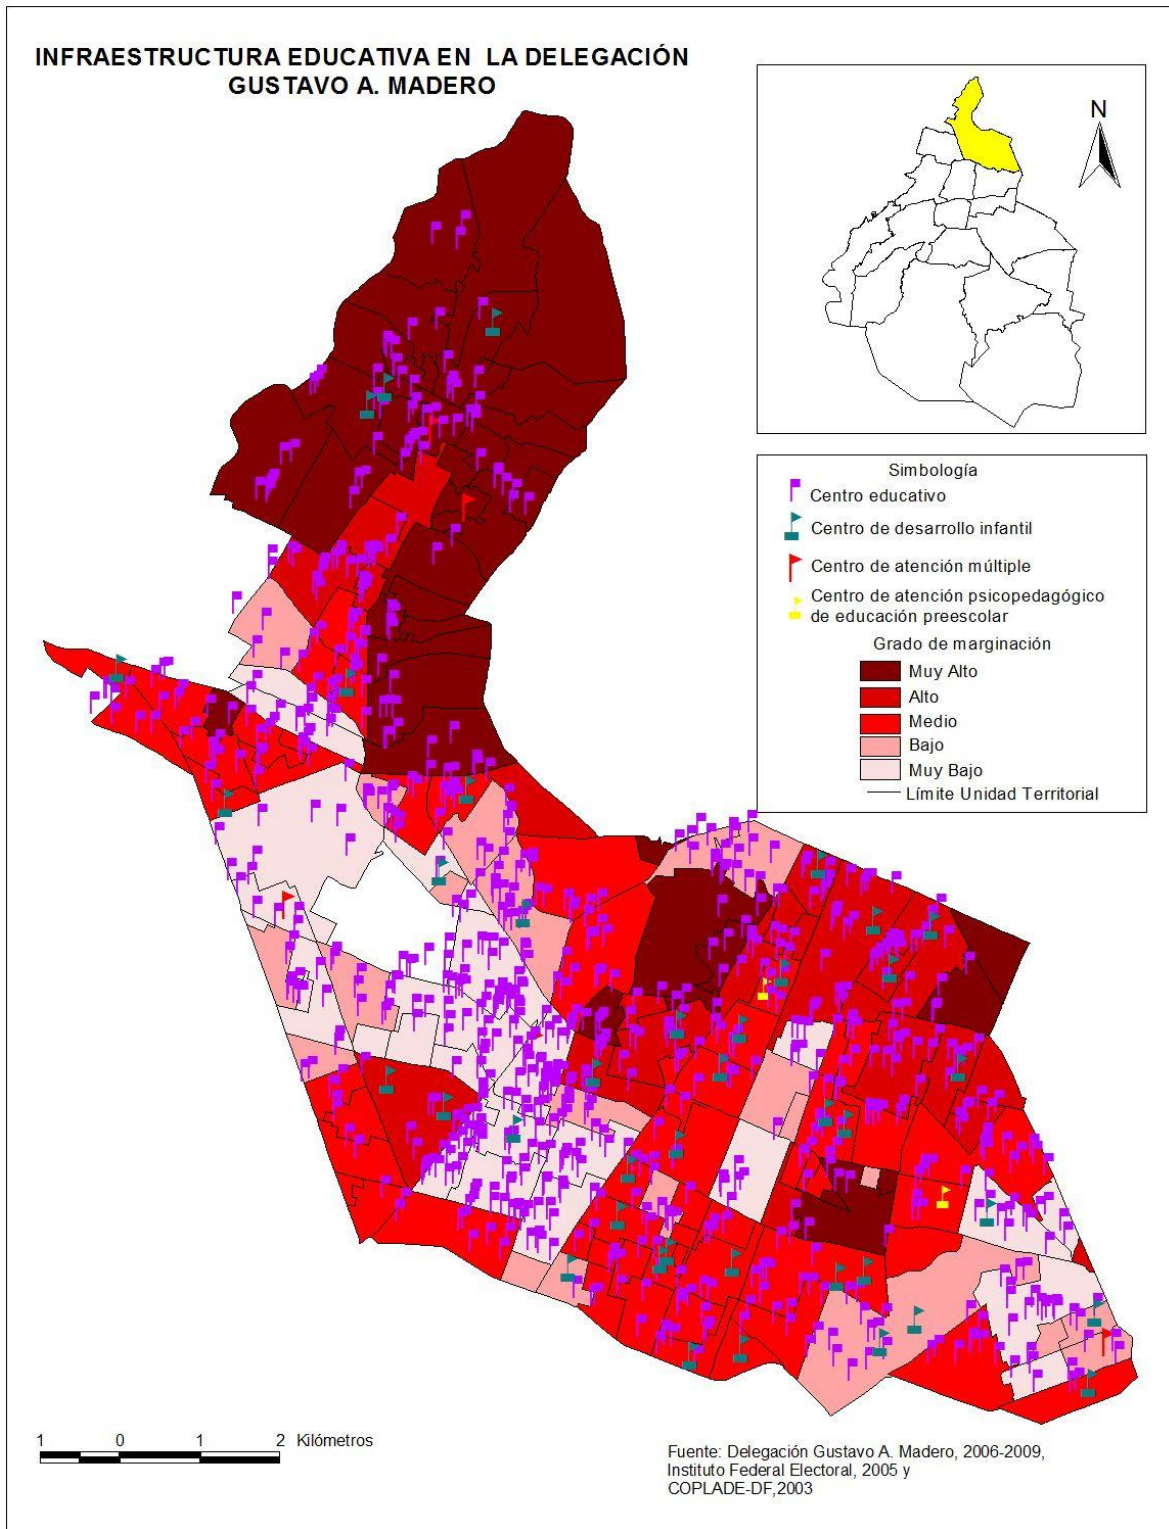 INFRAESTRUCTURA EDUCATIVA EN LA DELEGACIÓN
GUSTAVO A. MADERO
N
Simbología
Centro educativo
Centro de desarrollo infantil
Centro de atención múltiple
Centro de atención psicopedagógico
de educación preescolar
Grado de marginación
Muy Alto
Alto
Medio
Bajo
Muy Bajo
Límite Unidad Territorial
1 0 1 2 Kilómetros
Fuente: Delegación Gustavo A. Madero, 2006-2009,
Instituto Federal Electoral, 2005 y
COPLADE-DF,2003